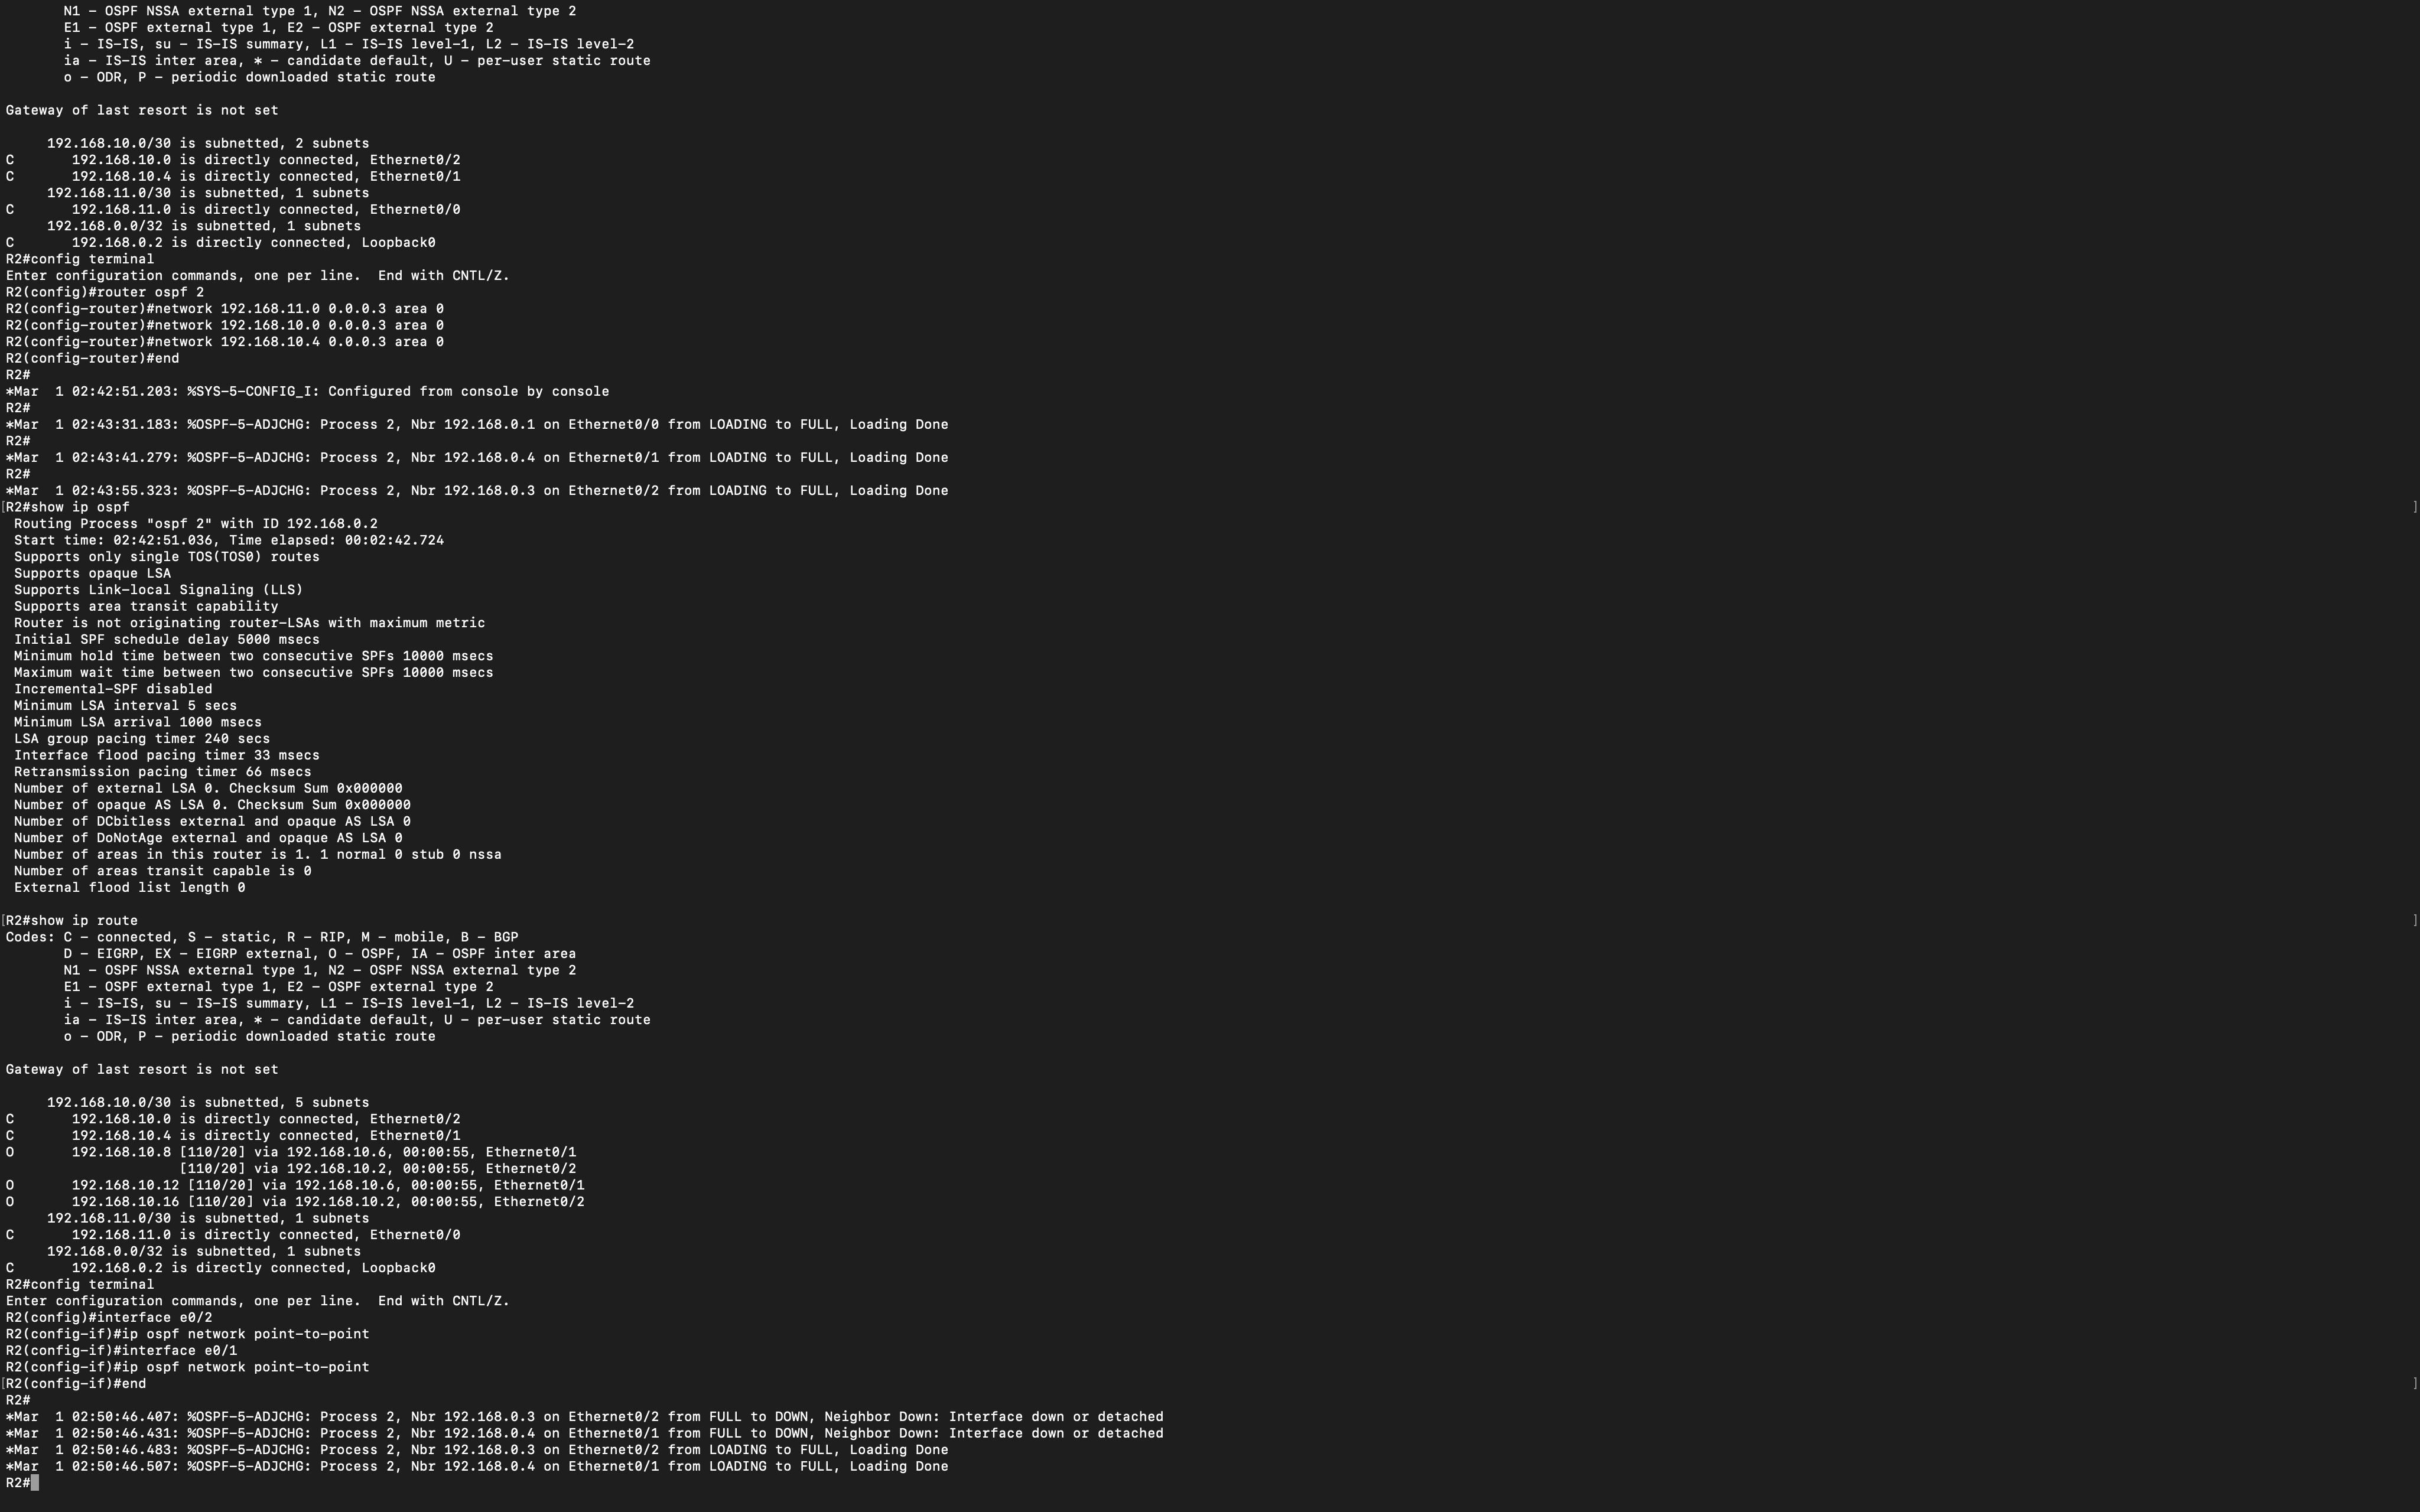 N1 - OSPF NSSA external type 1, N2 - OSPF NSSA external type 2
E1 - OSPF external type 1, E2 - OSPF external type 2
i - IS-IS, su - IS-IS summary, L1 - IS-IS level-1, L2 - IS-IS level-2
ia - IS-IS inter area, * - candidate default, U - per-user static route
o - ODR, P - periodic downloaded static route
Gateway of last resort is not set
192.168.10.0/30 is subnetted, 2 subnets
C 192.168.10.0 is directly connected, Ethernet0/2
C 192.168.10.4 is directly connected, Ethernet0/1
192.168.11.0/30 is subnetted, 1 subnets
C 192.168.11.0 is directly connected, Ethernet0/0
192.168.0.0/32 is subnetted, 1 subnets
C 192.168.0.2 is directly connected, Loopback0
R2#config terminal
Enter configuration commands, one per line.  End with CNTL/Z.
R2(config)#router ospf 2
R2(config-router)#network 192.168.11.0 0.0.0.3 area 0
R2(config-router)#network 192.168.10.0 0.0.0.3 area 0
R2(config-router)#network 192.168.10.4 0.0.0.3 area 0
R2(config-router)#end
R2#
*Mar  1 02:42:51.203: %SYS-5-CONFIG_I: Configured from console by console
R2#
*Mar  1 02:43:31.183: %OSPF-5-ADJCHG: Process 2, Nbr 192.168.0.1 on Ethernet0/0 from LOADING to FULL, Loading Done
R2#
*Mar  1 02:43:41.279: %OSPF-5-ADJCHG: Process 2, Nbr 192.168.0.4 on Ethernet0/1 from LOADING to FULL, Loading Done
R2#
*Mar  1 02:43:55.323: %OSPF-5-ADJCHG: Process 2, Nbr 192.168.0.3 on Ethernet0/2 from LOADING to FULL, Loading Done
[R2#show ip ospf ]
Routing Process "ospf 2" with ID 192.168.0.2
Start time: 02:42:51.036, Time elapsed: 00:02:42.724
Supports only single TOS(TOS0) routes
Supports opaque LSA
Supports Link-local Signaling (LLS)
Supports area transit capability
Router is not originating router-LSAs with maximum metric
Initial SPF schedule delay 5000 msecs
Minimum hold time between two consecutive SPFs 10000 msecs
Maximum wait time between two consecutive SPFs 10000 msecs
Incremental-SPF disabled
Minimum LSA interval 5 secs
Minimum LSA arrival 1000 msecs
LSA group pacing timer 240 secs
Interface flood pacing timer 33 msecs
Retransmission pacing timer 66 msecs
Number of external LSA 0. Checksum Sum 0x000000
Number of opaque AS LSA 0. Checksum Sum 0x000000
Number of DCbitless external and opaque AS LSA 0
Number of DoNotAge external and opaque AS LSA 0
Number of areas in this router is 1. 1 normal 0 stub 0 nssa
Number of areas transit capable is 0
External flood list length 0
[R2#show ip route ]
Codes: C - connected, S - static, R - RIP, M - mobile, B - BGP
D - EIGRP, EX - EIGRP external, O - OSPF, IA - OSPF inter area
N1 - OSPF NSSA external type 1, N2 - OSPF NSSA external type 2
E1 - OSPF external type 1, E2 - OSPF external type 2
i - IS-IS, su - IS-IS summary, L1 - IS-IS level-1, L2 - IS-IS level-2
ia - IS-IS inter area, * - candidate default, U - per-user static route
o - ODR, P - periodic downloaded static route
Gateway of last resort is not set
192.168.10.0/30 is subnetted, 5 subnets
C 192.168.10.0 is directly connected, Ethernet0/2
C 192.168.10.4 is directly connected, Ethernet0/1
O 192.168.10.8 [110/20] via 192.168.10.6, 00:00:55, Ethernet0/1
[110/20] via 192.168.10.2, 00:00:55, Ethernet0/2
O 192.168.10.12 [110/20] via 192.168.10.6, 00:00:55, Ethernet0/1
O 192.168.10.16 [110/20] via 192.168.10.2, 00:00:55, Ethernet0/2
192.168.11.0/30 is subnetted, 1 subnets
C 192.168.11.0 is directly connected, Ethernet0/0
192.168.0.0/32 is subnetted, 1 subnets
C 192.168.0.2 is directly connected, Loopback0
R2#config terminal
Enter configuration commands, one per line.  End with CNTL/Z.
R2(config)#interface e0/2
R2(config-if)#ip ospf network point-to-point
R2(config-if)#interface e0/1
R2(config-if)#ip ospf network point-to-point
[R2(config-if)#end ]
R2#
*Mar  1 02:50:46.407: %OSPF-5-ADJCHG: Process 2, Nbr 192.168.0.3 on Ethernet0/2 from FULL to DOWN, Neighbor Down: Interface down or detached
*Mar  1 02:50:46.431: %OSPF-5-ADJCHG: Process 2, Nbr 192.168.0.4 on Ethernet0/1 from FULL to DOWN, Neighbor Down: Interface down or detached
*Mar  1 02:50:46.483: %OSPF-5-ADJCHG: Process 2, Nbr 192.168.0.3 on Ethernet0/2 from LOADING to FULL, Loading Done
*Mar  1 02:50:46.507: %OSPF-5-ADJCHG: Process 2, Nbr 192.168.0.4 on Ethernet0/1 from LOADING to FULL, Loading Done
R2#